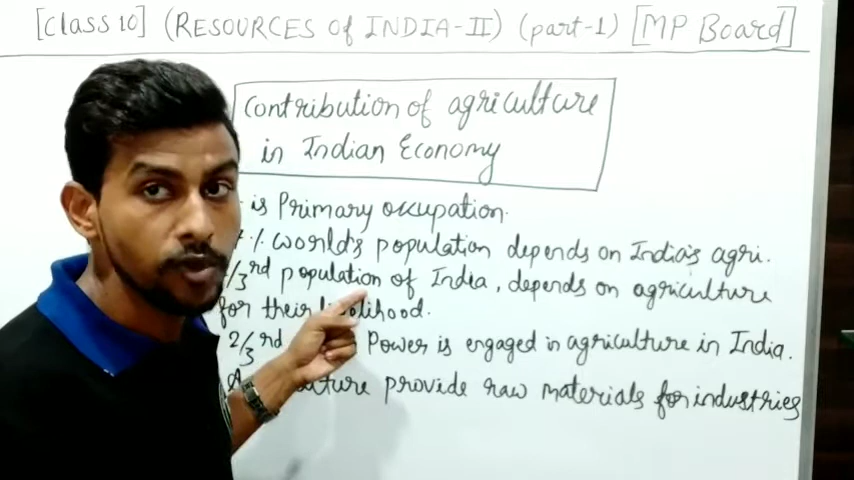 [Class 10] (RESOURCES of INDIA-II) (part-1) [MP Board]
Contribution of agriculture
in Indian Economy
is Primary occupation.
% world's population depends on India's agri.
/3rd population of India, depends on agriculture
for their livelihood.
2/3rd Power is engaged in agriculture in India.
provide raw materials for industries